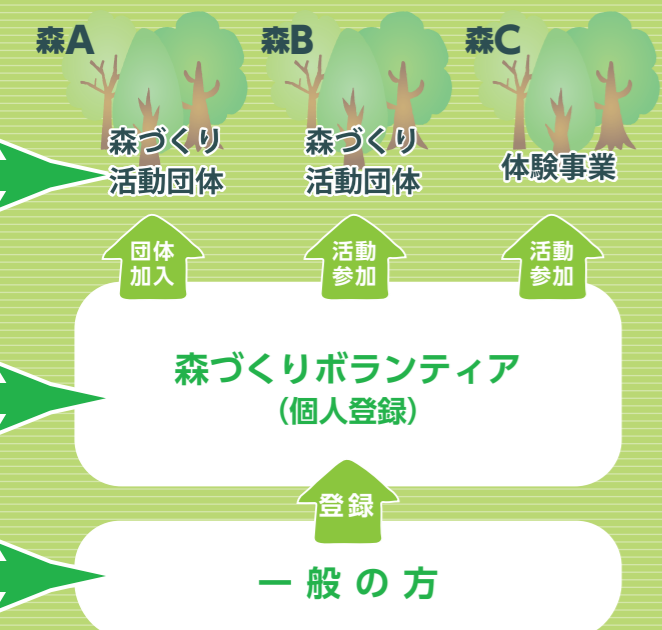 森A
森づくり
活動団体
森B
森づくり
活動団体
森C
体験事業
団体
加入
活動
参加
活動
参加
森づくりボランティア
(個人登録)
登録
一般の方